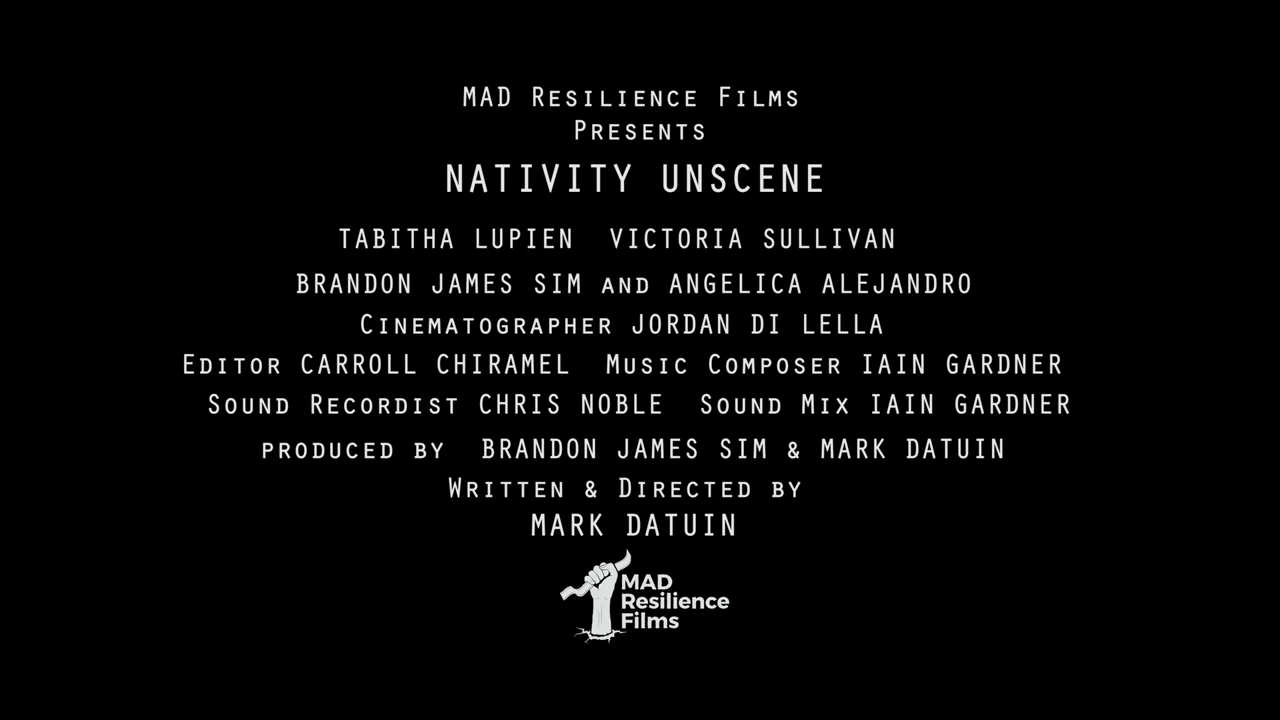 MAD Resilience Films
Presents
NATIVITY UNSCENE
TABITHA LUPIEN VICTORIA SULLIVAN
BRANDON JAMES SIM AND ANGELICA ALEJANDRO
Cinematographer JORDAN DI LELLA
Editor CARROLL CHIRAMEL Music Composer IAIN GARDNER
Sound Recordist CHRIS NOBLE Sound Mix IAIN GARDNER
PRODUCED BY BRANDON JAMES SIM & MARK DATUIN
Written & Directed by
MARK DATUIN
MAD
Resilience
Films